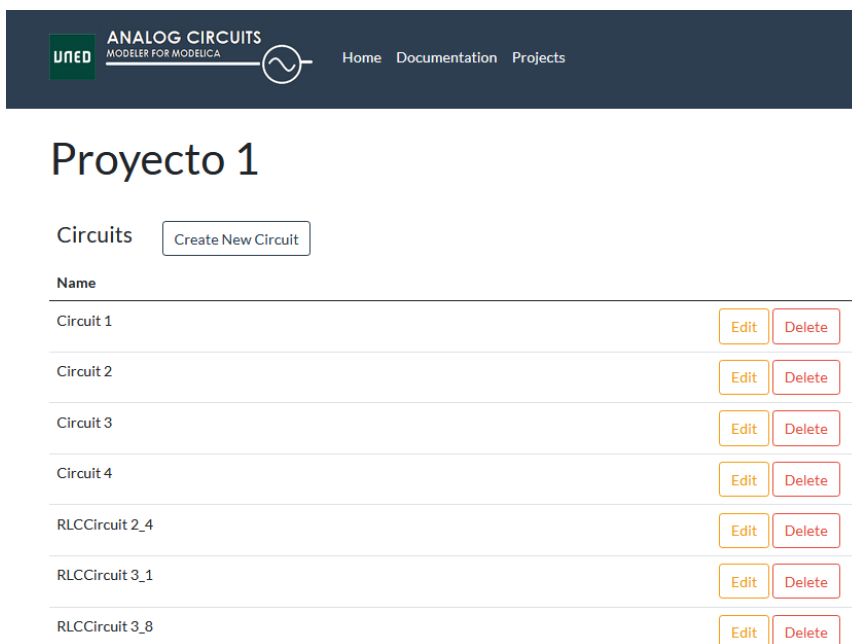 UNED
ANALOG CIRCUITS
MODELER FOR MODELICA
Home Documentation Projects
Proyecto 1
Circuits Create New Circuit
Name
Circuit 1 Edit Delete
Circuit 2 Edit Delete
Circuit 3 Edit Delete
Circuit 4 Edit Delete
RLCCircuit 2_4 Edit Delete
RLCCircuit 3_1 Edit Delete
RLCCircuit 3_8 Edit Delete